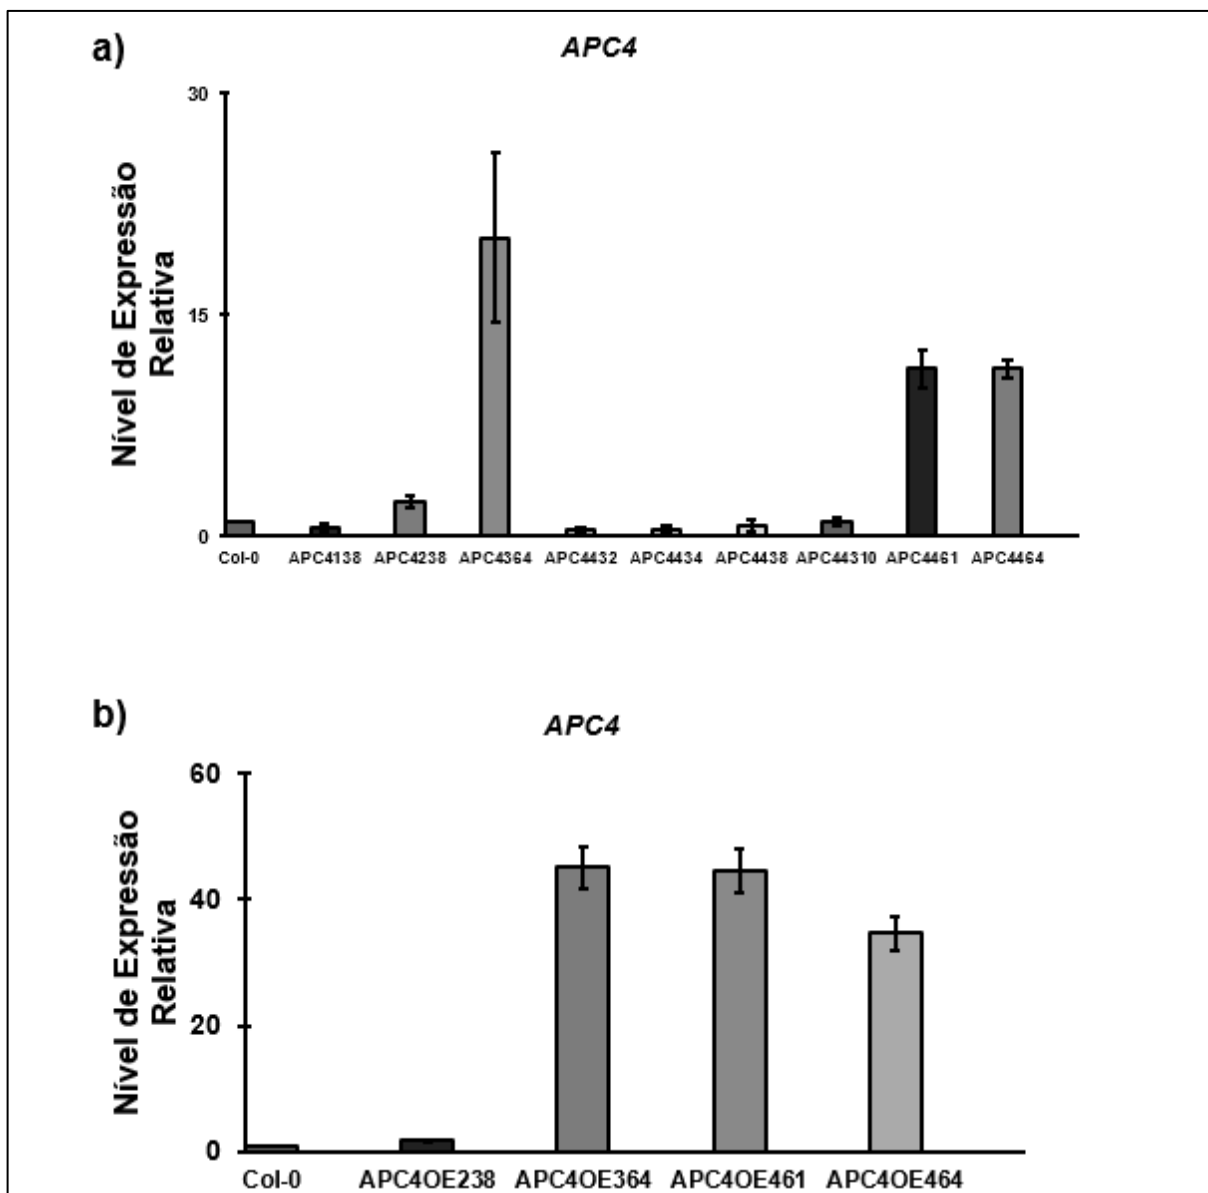 a)
APC4
Nível de Expressão
Relativa
30
15
0
Col-0 APC4138 APC4238 APC4364 APC4432 APC4434 APC4438 APC44310 APC4461 APC4464
b)
APC4
Nível de Expressão
Relativa
60
40
20
0
Col-0 APC4OE238 APC4OE364 APC4OE461 APC4OE464